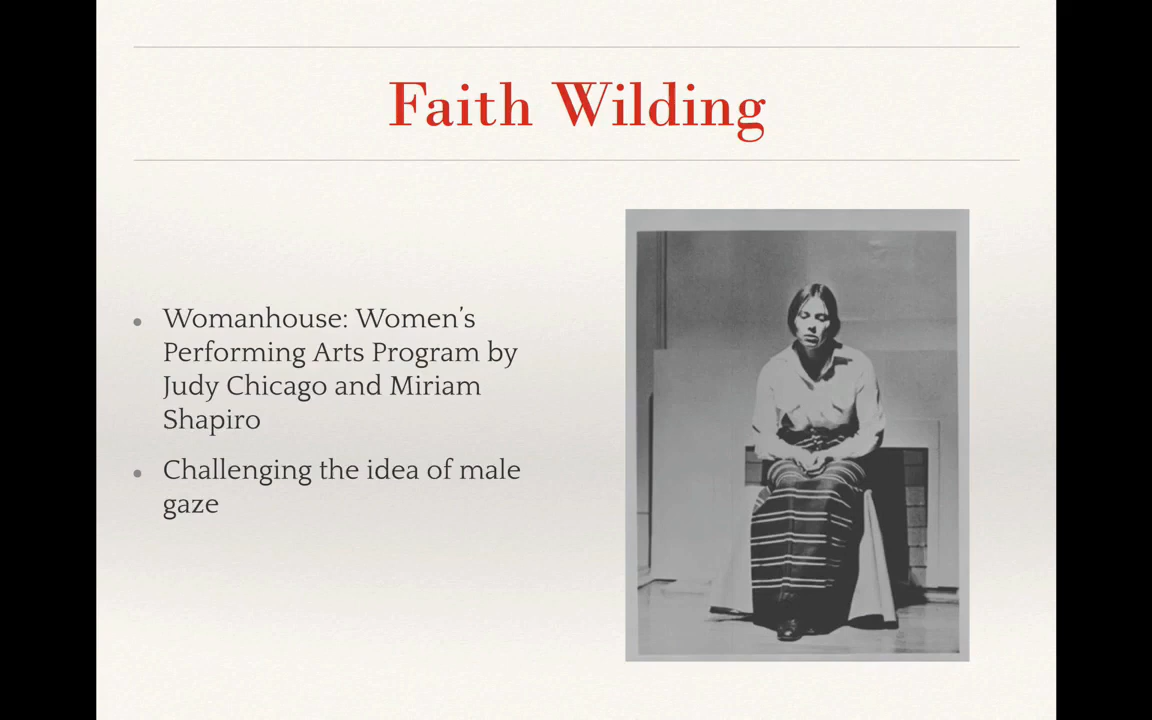 Faith Wilding
Womanhouse: Women’s
Performing Arts Program by
Judy Chicago and Miriam
Shapiro
Challenging the idea of male
gaze